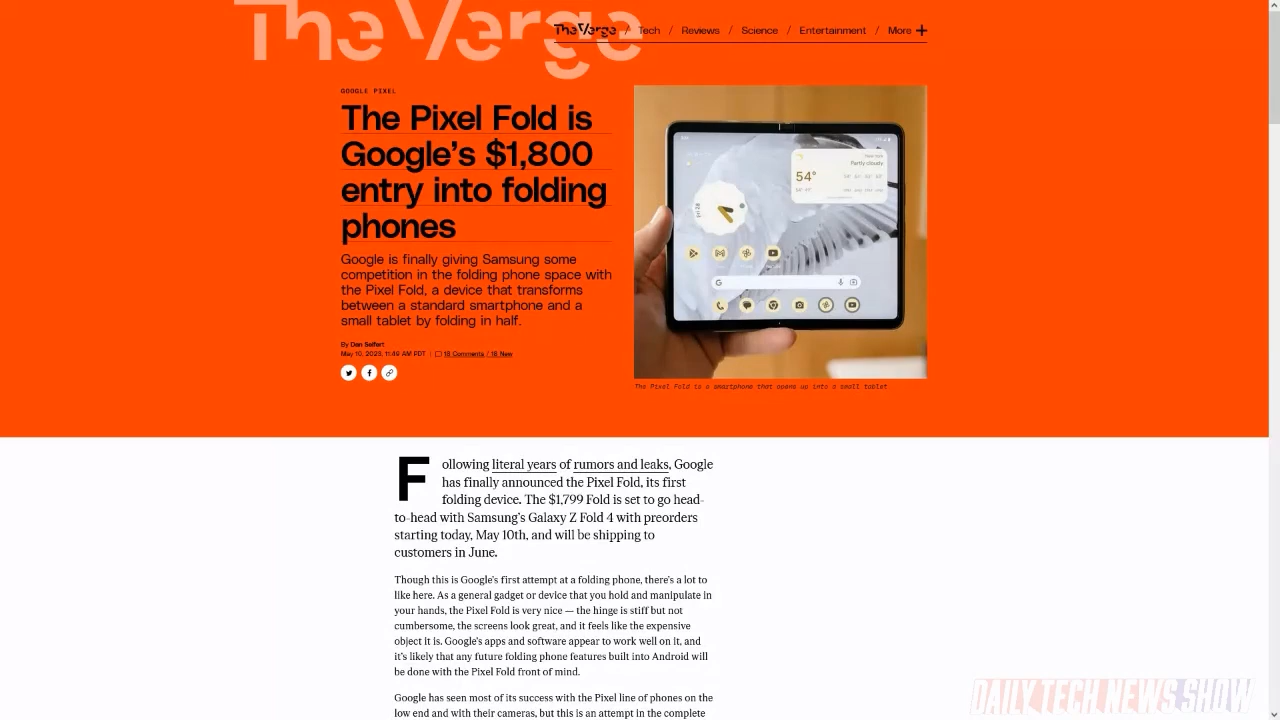 The Verge
The Verge / Tech / Reviews / Science / Entertainment / More +
GOOGLE PIXEL
The Pixel Fold is
Google’s $1,800
entry into folding
phones
Google is finally giving Samsung some
competition in the folding phone space with
the Pixel Fold, a device that transforms
between a standard smartphone and a
small tablet by folding in half.
By Dan Seifert
May 10, 2023, 11:49 AM PDT | 18 Comments / 18 New
Partly cloudy
54°
G
The Pixel Fold is a smartphone that opens up into a small tablet
Following literal years of rumors and leaks, Google
has finally announced the Pixel Fold, its first
folding device. The $1,799 Fold is set to go head-
to-head with Samsung’s Galaxy Z Fold 4 with preorders
starting today, May 10th, and will be shipping to
customers in June.
Though this is Google’s first attempt at a folding phone, there’s a lot to
like here. As a general gadget or device that you hold and manipulate in
your hands, the Pixel Fold is very nice — the hinge is stiff but not
cumbersome, the screens look great, and it feels like the expensive
object it is. Google’s apps and software appear to work well on it, and
it’s likely that any future folding phone features built into Android will
be done with the Pixel Fold front of mind.
Google has seen most of its success with the Pixel line of phones on the
low end and with their cameras, but this is an attempt in the complete
DAILY TECH NEWS SHOW